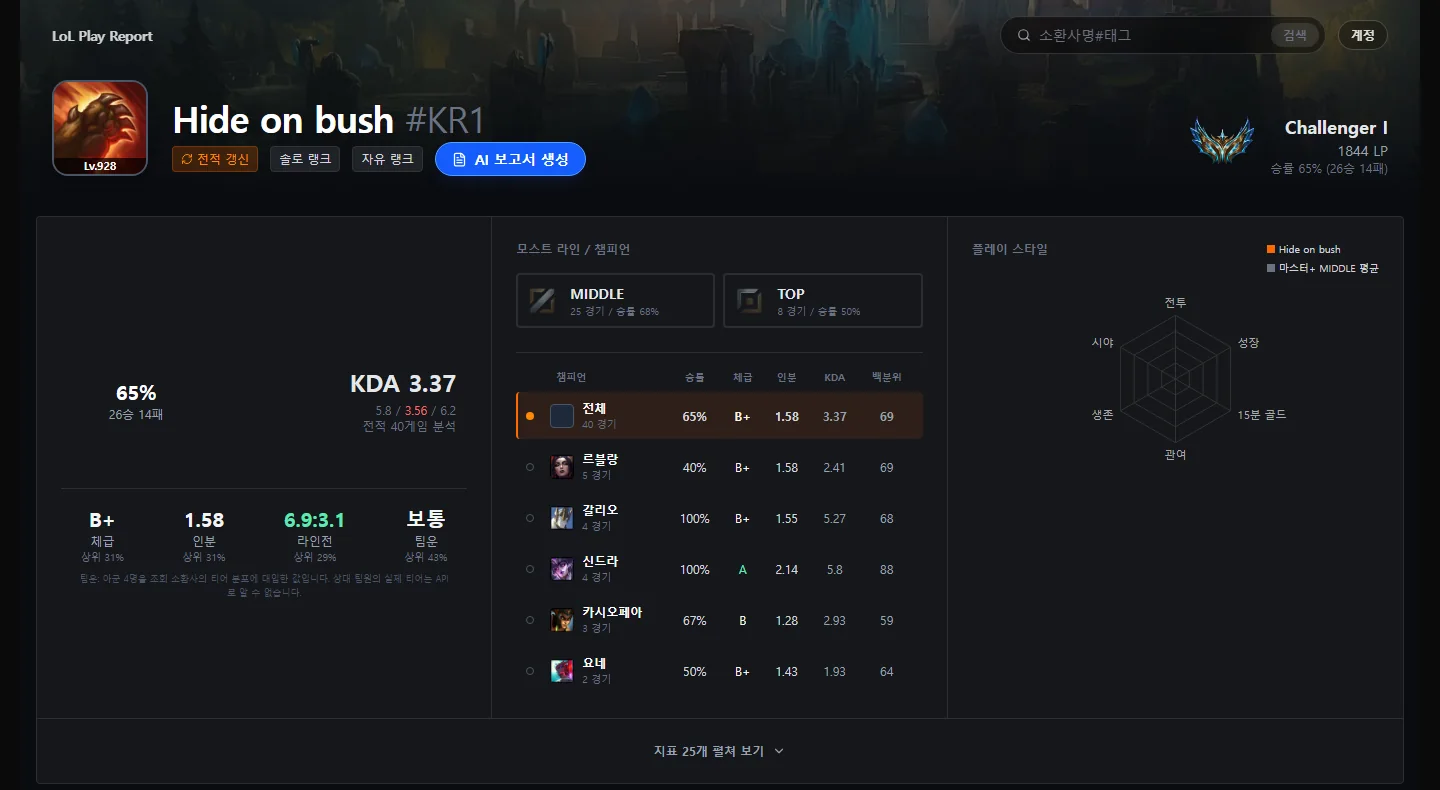 LoL Play Report
소환사명#태그
검색
계정
Lv.928
Hide on bush #KR1
전적 갱신
솔로 랭크
자유 랭크
AI 보고서 생성
Challenger I
1844 LP
승률 65% (26승 14패)
65%
26승 14패
KDA 3.37
5.8 / 3.56 / 6.2
전적 40게임 분석
B+
체급
상위 31%
1.58
인분
상위 31%
6.9:3.1
라인전
상위 29%
보통
팀운
상위 43%
팀운: 아군 4명을 조회 소환사의 티어 분포에 대입한 값입니다. 상대 팀원의 실제 티어는 API
로 알 수 없습니다.
모스트 라인 / 챔피언
MIDDLE
25 경기 / 승률 68%
TOP
8 경기 / 승률 50%
챔피언 승률 체급 인분 KDA 백분위
전체
40 경기
65% B+ 1.58 3.37 69
르블랑
5 경기
40% B+ 1.58 2.41 69
갈리오
4 경기
100% B+ 1.55 5.27 68
신드라
4 경기
100% A 2.14 5.8 88
카시오페아
3 경기
67% B 1.28 2.93 59
요네
2 경기
50% B+ 1.43 1.93 64
플레이 스타일
Hide on bush
마스터+ MIDDLE 평균
전투
시야
성장
생존
15분 골드
관여
지표 25개 펼쳐 보기